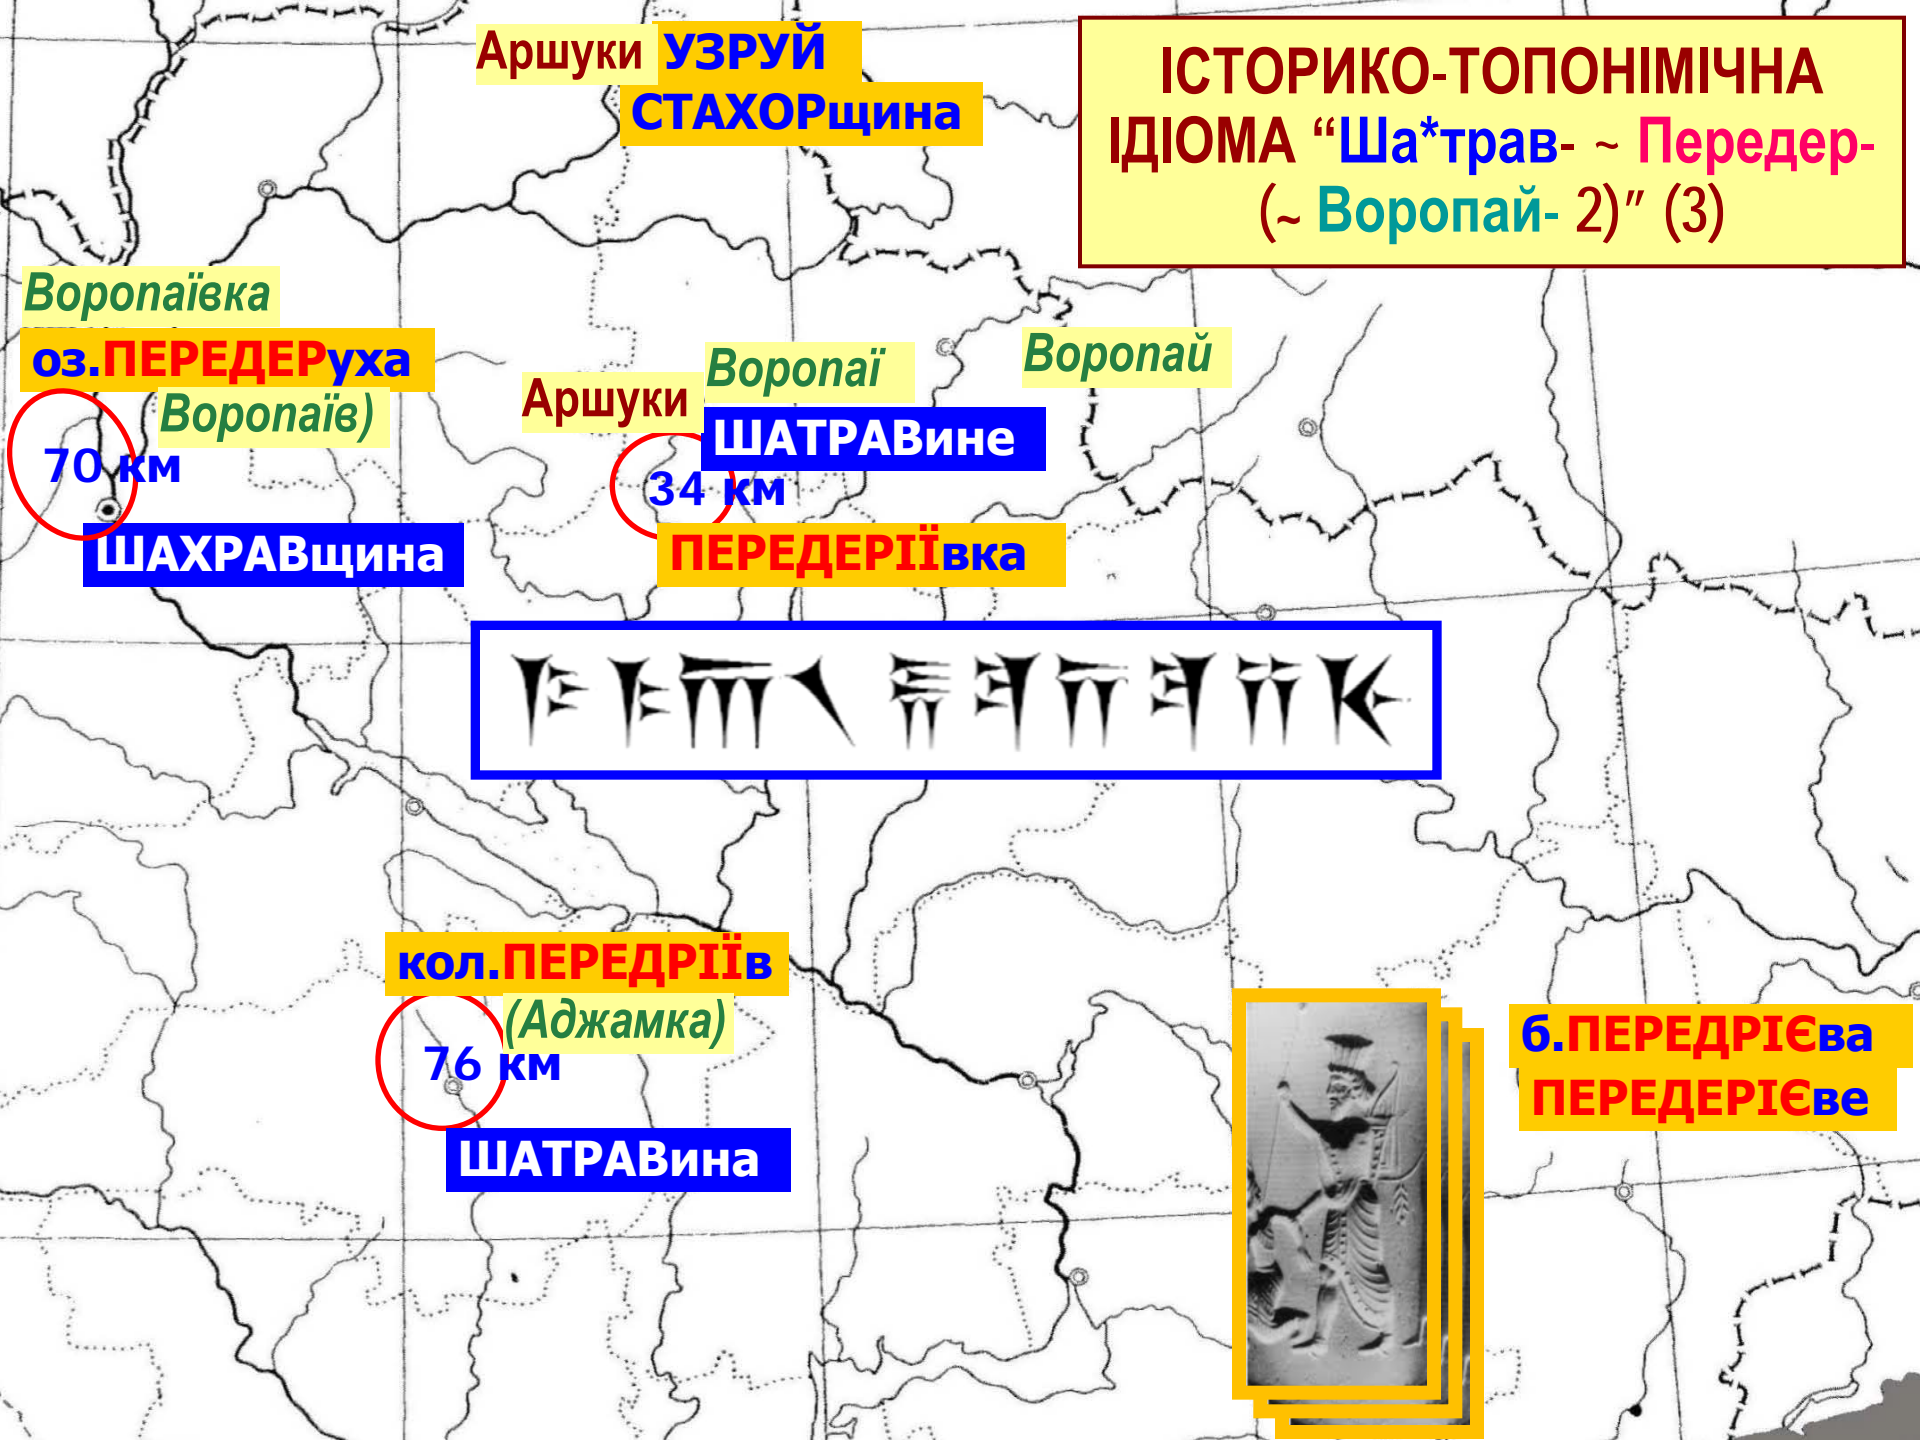 Аршуки УЗРУЙ
СТАХОРщина
ІСТОРИКО-ТОПОНІМІЧНА
ІДІОМА “Ша*трав- ~ Передер-
(~ Воропай- 2)” (3)
Воропаївка
оз.ПЕРЕДЕРуха
Воропаїв)
70 км
ШАХРАВщина
Воропаї
Аршуки
ШАТРАВине
34 км
ПЕРЕДЕРІЇвка
Воропай
кол.ПЕРЕДРІЇв
(Аджамка)
76 км
ШАТРАВина
б.ПЕРЕДРІЄва
ПЕРЕДЕРІЄве